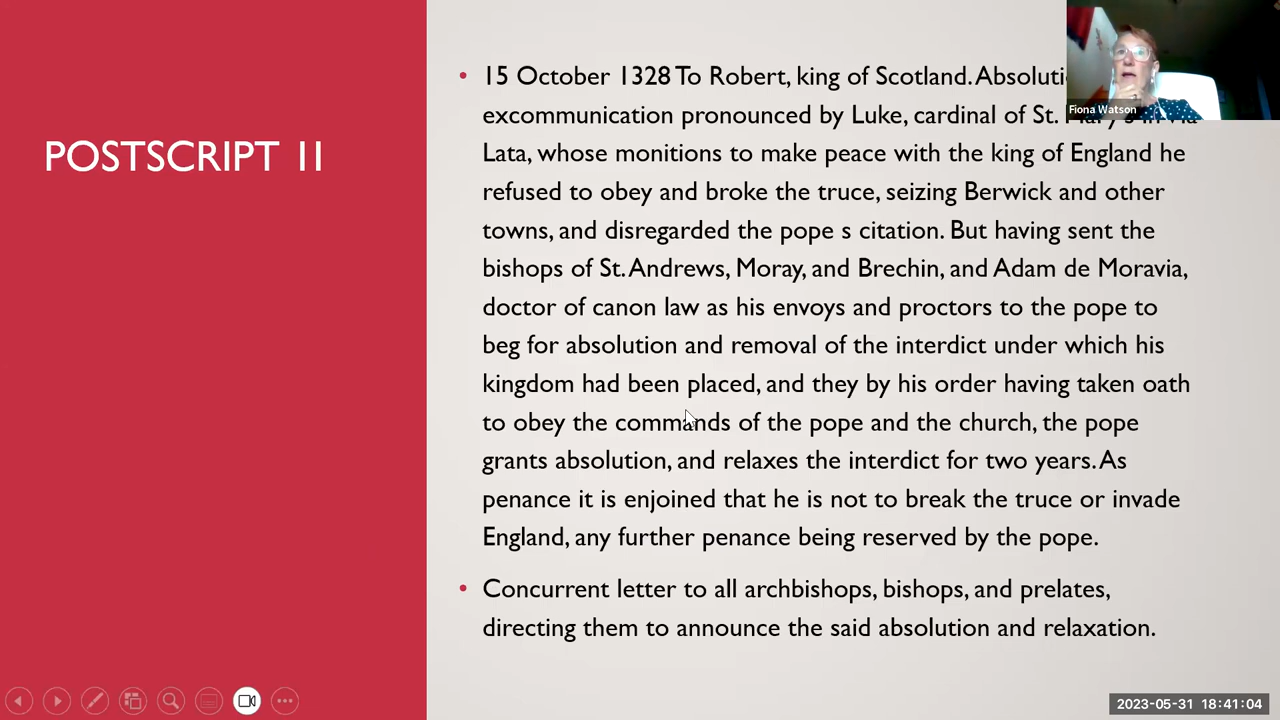 POSTSCRIPT II
• 15 October 1328 To Robert, king of Scotland. Absoluti
excommunication pronounced by Luke, cardinal of St.
Lata, whose monitions to make peace with the king of England he
refused to obey and broke the truce, seizing Berwick and other
towns, and disregarded the pope s citation. But having sent the
bishops of St. Andrews, Moray, and Brechin, and Adam de Moravia,
doctor of canon law as his envoys and proctors to the pope to
beg for absolution and removal of the interdict under which his
kingdom had been placed, and they by his order having taken oath
to obey the commands of the pope and the church, the pope
grants absolution, and relaxes the interdict for two years. As
penance it is enjoined that he is not to break the truce or invade
England, any further penance being reserved by the pope.
• Concurrent letter to all archbishops, bishops, and prelates,
directing them to announce the said absolution and relaxation.
Fiona Watson
2023-05-31 18:41:04